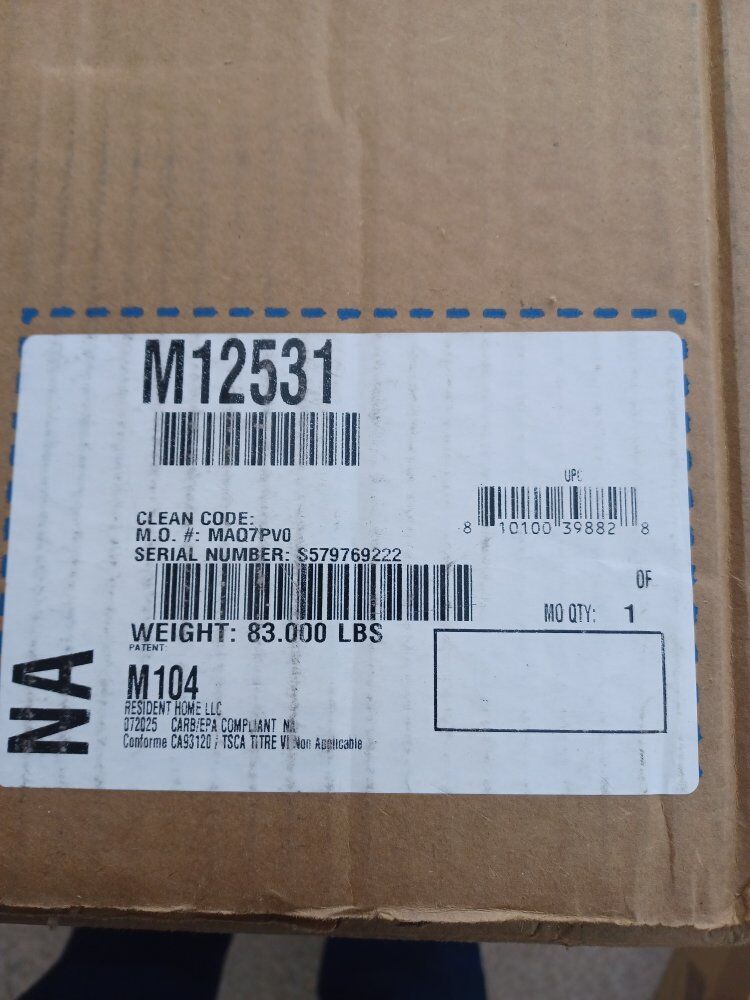 M12531
UPC
8 10100 39882 8
CLEAN CODE:
M.O. #: MAQ7PV0
SERIAL NUMBER: S579769222
OF
MO QTY: 1
WEIGHT: 83.000 LBS
PATENT:
M104
RESIDENT HOME LLC
072025 CARB/EPA COMPLIANT NA
Conforme CA93120 / TSCA TITRE VI Non Applicable
NA